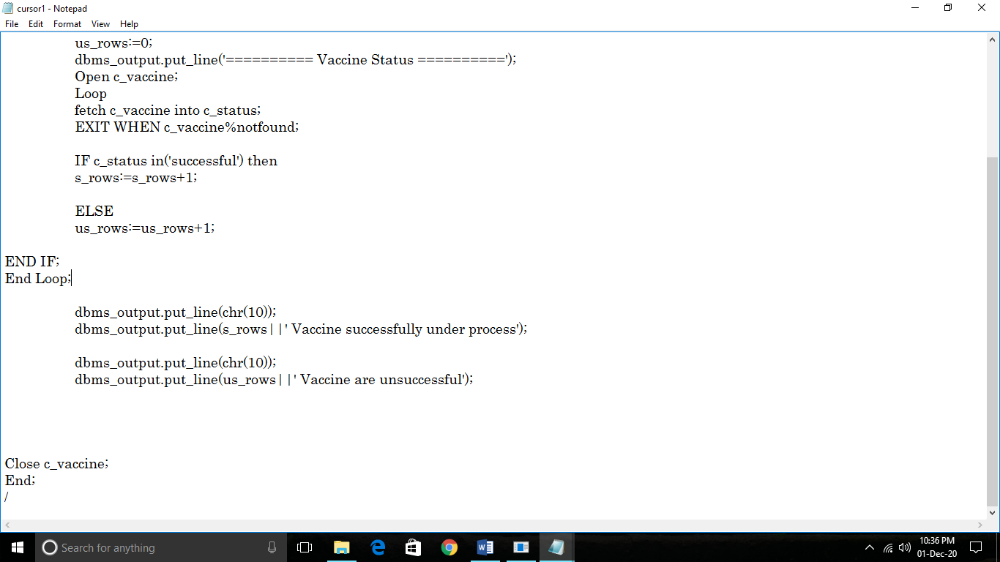 cursor1 - Notepad
File Edit Format View Help
us_rows:=0;
dbms_output.put_line('========== Vaccine Status ==========');
Open c_vaccine;
Loop
fetch c_vaccine into c_status;
EXIT WHEN c_vaccine%notfound;
IF c_status in('successful') then
s_rows:=s_rows+1;
ELSE
us_rows:=us_rows+1;
END IF;
End Loop;
dbms_output.put_line(chr(10));
dbms_output.put_line(s_rows||' Vaccine successfully under process');
dbms_output.put_line(chr(10));
dbms_output.put_line(us_rows||' Vaccine are unsuccessful');
Close c_vaccine;
End;
/
Search for anything
10:36 PM
01-Dec-20